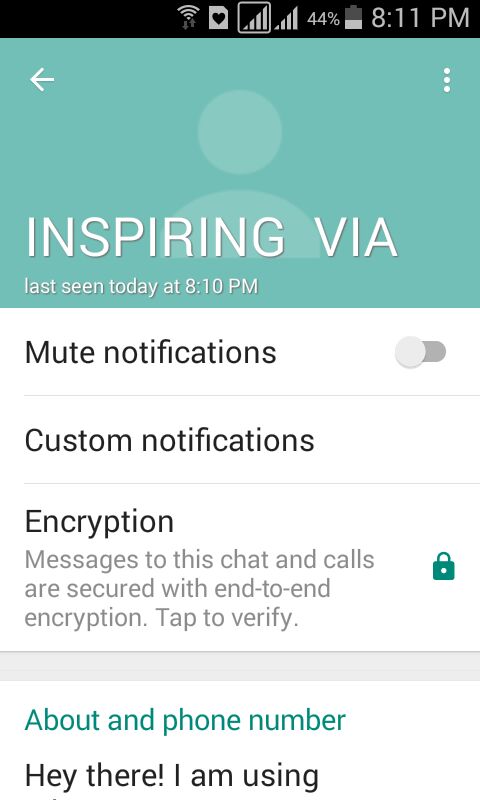 44% 8:11 PM
INSPIRING VIA
last seen today at 8:10 PM
Mute notifications
Custom notifications
Encryption
Messages to this chat and calls
are secured with end-to-end
encryption. Tap to verify.
About and phone number
Hey there! I am using